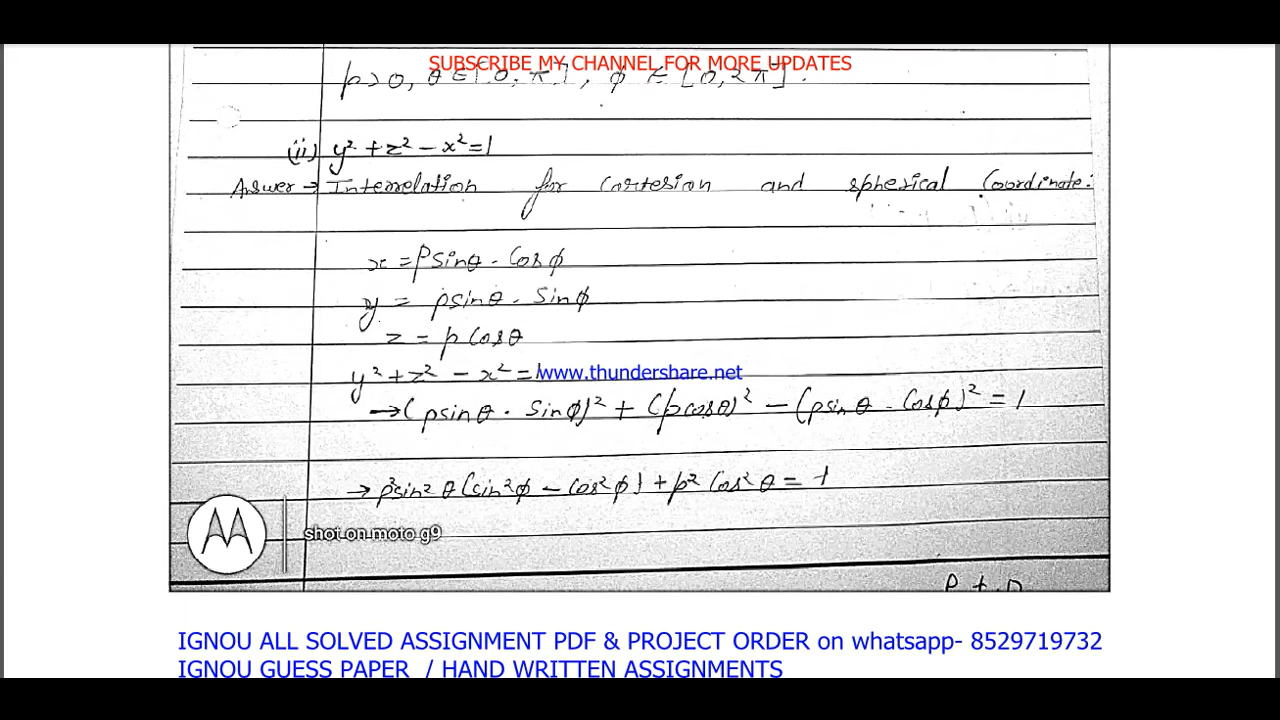 SUBSCRIBE MY CHANNEL FOR MORE UPDATES
ρ>0, θ ∈ [0, π], φ ∈ [0, 2π].
(ii) y² + z² - x² = 1
Answer → Interrelation for Cartesian and spherical Coordinate:
x = ρsinθ · Cosφ
y = ρsinθ · Sinφ
z = ρ Cosθ
y² + z² - x² = 1
www.thundershare.net
→ (ρsinθ · sinφ)² + (ρcosθ)² - (ρsinθ · Cosφ)² = 1
→ ρ²sin²θ (sin²φ - cos²φ) + ρ² Cos²θ = 1
shot on moto g9
P.t.O
IGNOU ALL SOLVED ASSIGNMENT PDF & PROJECT ORDER on whatsapp- 8529719732
IGNOU GUESS PAPER / HAND WRITTEN ASSIGNMENTS